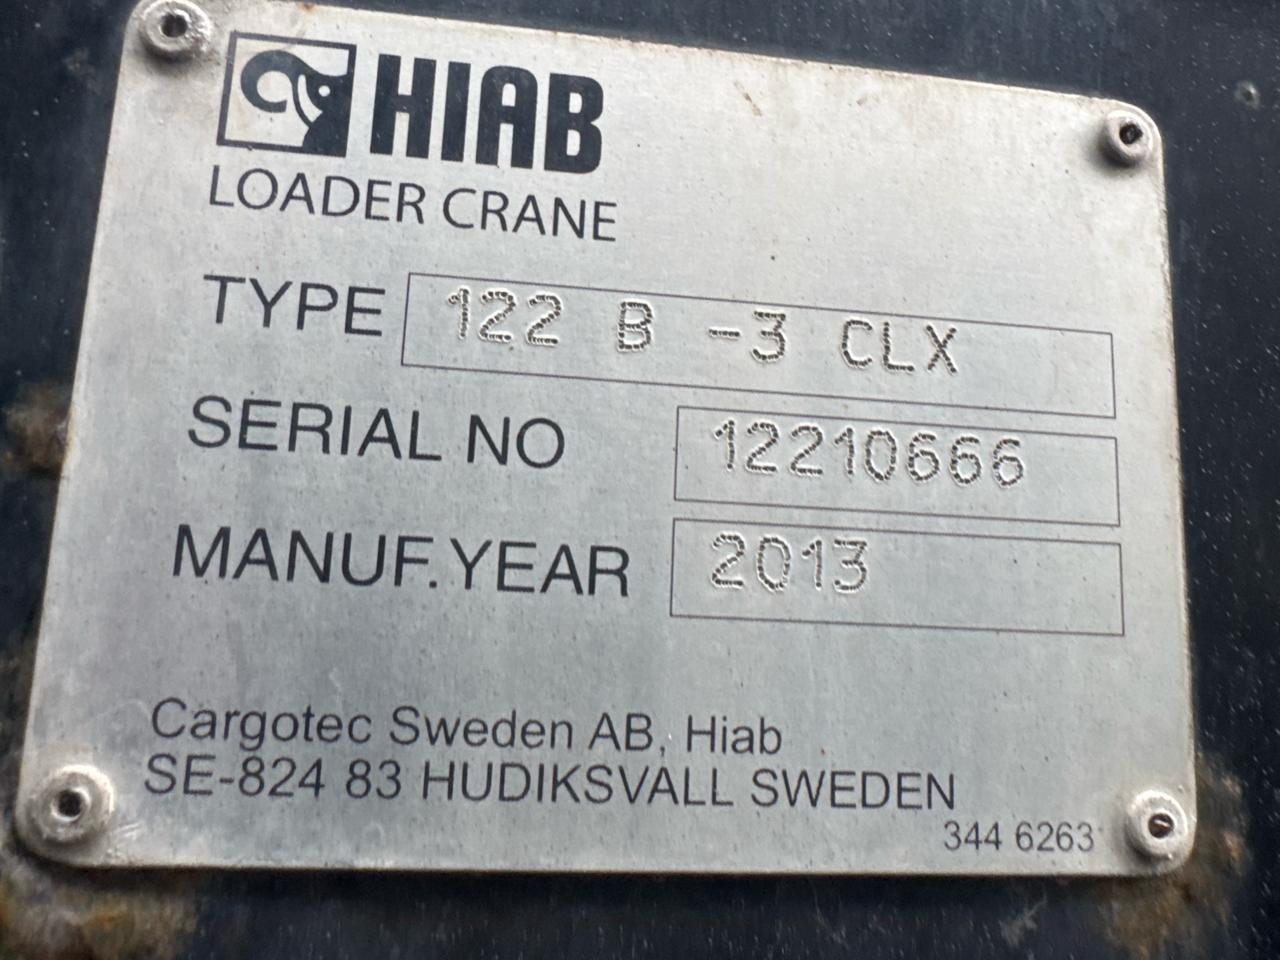 HIAB
LOADER CRANE
TYPE 122 B -3 CLX
SERIAL NO 12210666
MANUF.YEAR 2013
Cargotec Sweden AB, Hiab
SE-824 83 HUDIKSVALL SWEDEN
344 6263